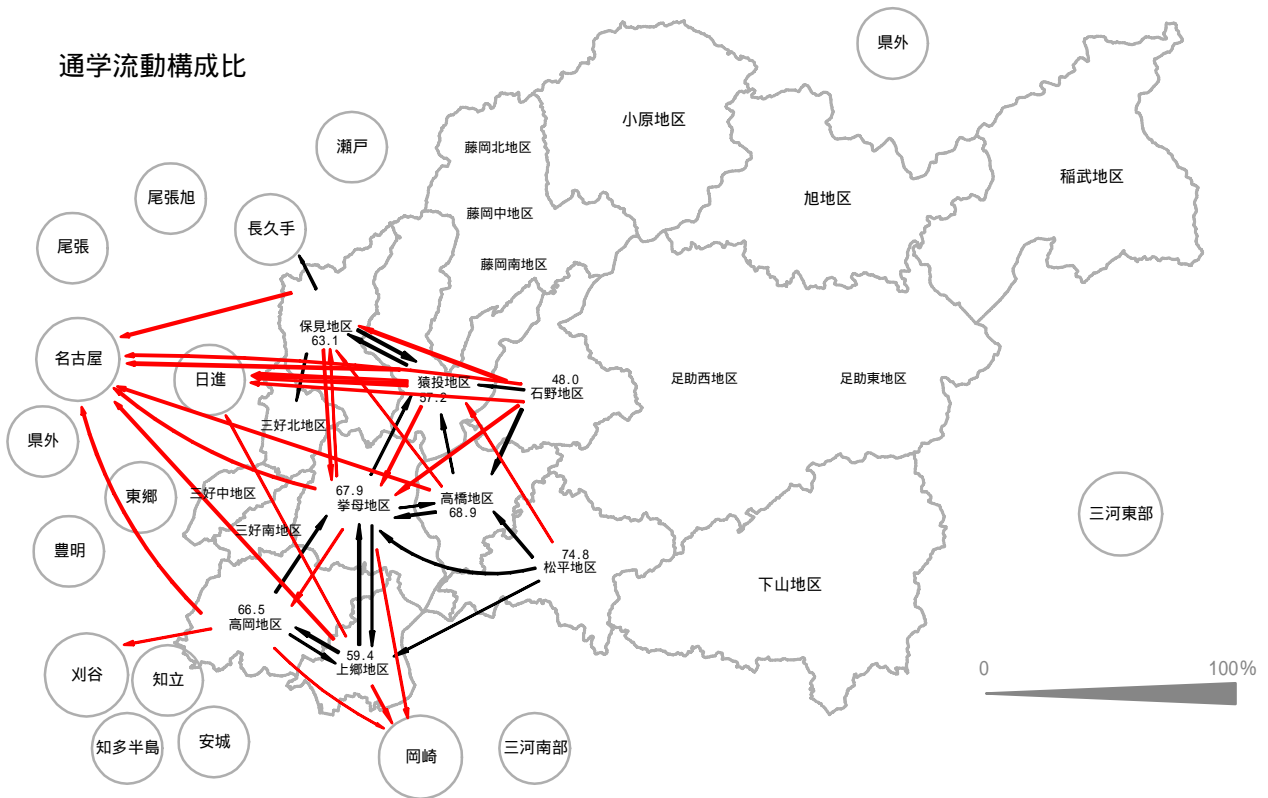 通学流動構成比
県外
瀬戸
藤岡北地区
小原地区
稲武地区
尾張旭
長久手
藤岡中地区
旭地区
尾張
藤岡南地区
保見地区
63.1
名古屋
日進
猿投地区
57.2
48.0
石野地区
足助西地区
足助東地区
県外
三好北地区
東郷
三好中地区
67.9
挙母地区
高橋地区
68.9
三河東部
豊明
三好南地区
74.8
松平地区
下山地区
66.5
高岡地区
59.4
上郷地区
刈谷
知立
0
100%
知多半島
安城
岡崎
三河南部